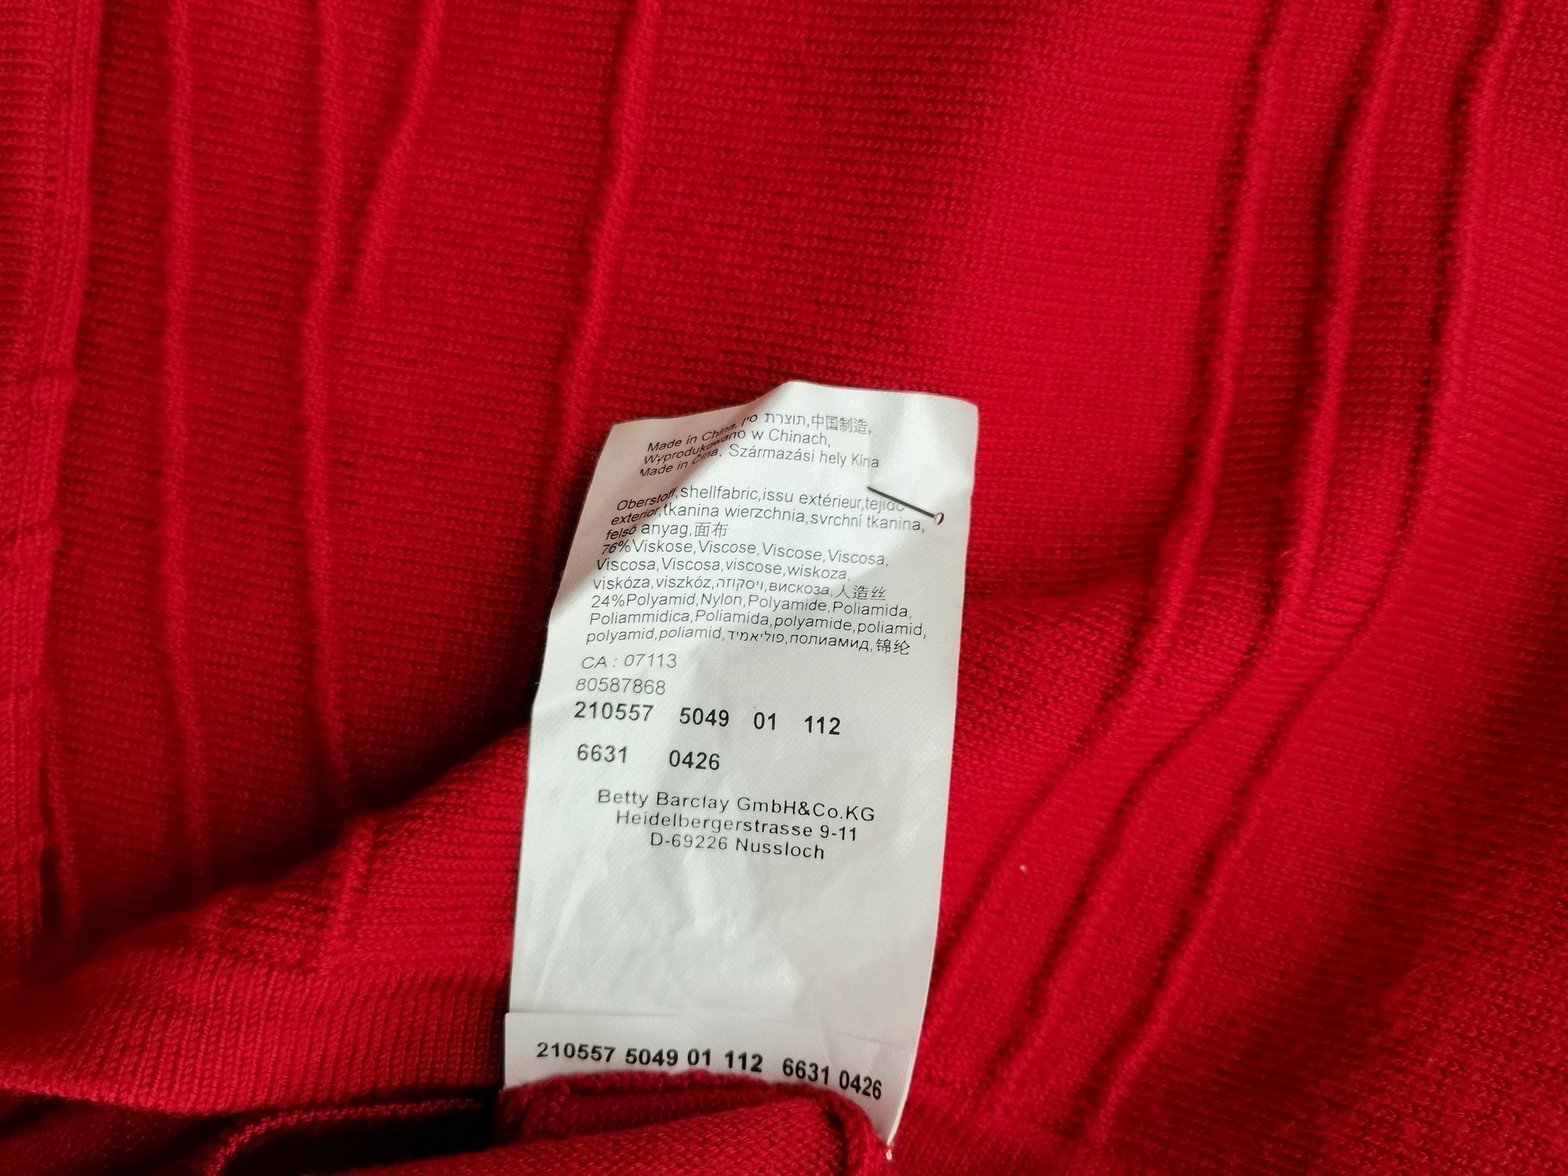 Made in China, תוצרת סין,中国制造,
Wyprodukowano w Chinach,
Made in Cina, Származási hely Kina
Oberstoff,shellfabric,issu extérieur,tejido
exterior,tkanina wierzchnia,svrchní tkanina,
felső anyag,面布
76%Viskose,Viscose,Viscose,Viscosa,
Viscosa,Viscosa,viscose,wiskoza,
viskóza,viszkóz,ויסקוזה,вискоза,人造丝
24%Polyamid,Nylon,Polyamide,Poliamida,
Poliammidica,Poliamida,polyamide,poliamid,
polyamid,poliamid,פוליאמיד,полиамид,锦纶
CA : 07113
80587868
210557 5049 01 112
6631 0426
Betty Barclay GmbH&Co.KG
Heidelbergerstrasse 9-11
D-69226 Nussloch
210557 5049 01 112 6631 0426